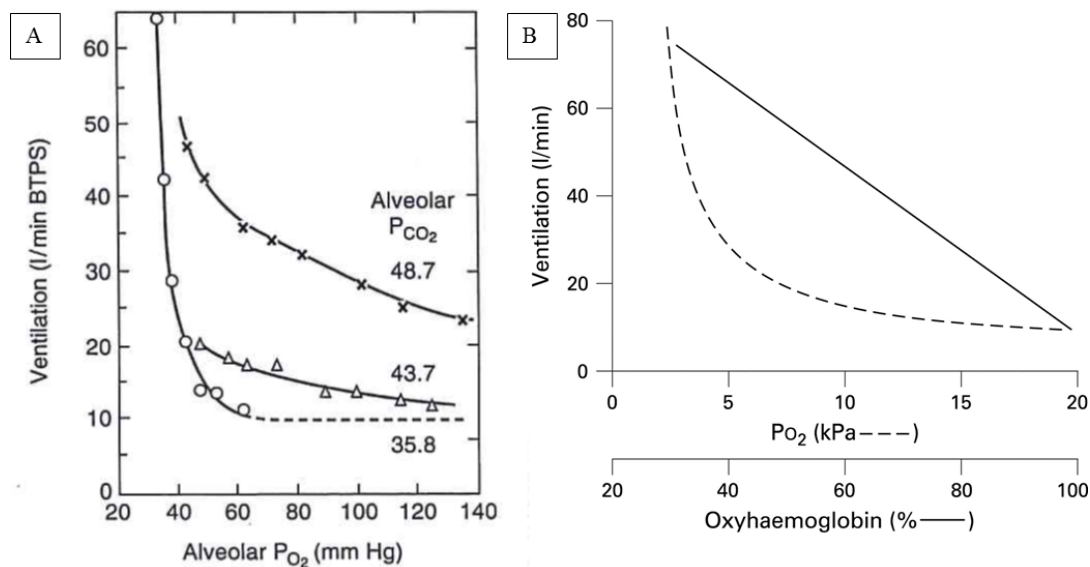 A
60
50
40
30
20
10
0
Ventilation (l/min BTPS)
Alveolar
P_CO2
48.7
43.7
35.8
20 40 60 80 100 120 140
Alveolar P_O2 (mm Hg)
B
80
60
40
20
0
Ventilation (l/min)
0 5 10 15 20
PO2 (kPa – – –)
20 40 60 80 100
Oxyhaemoglobin (% ——)